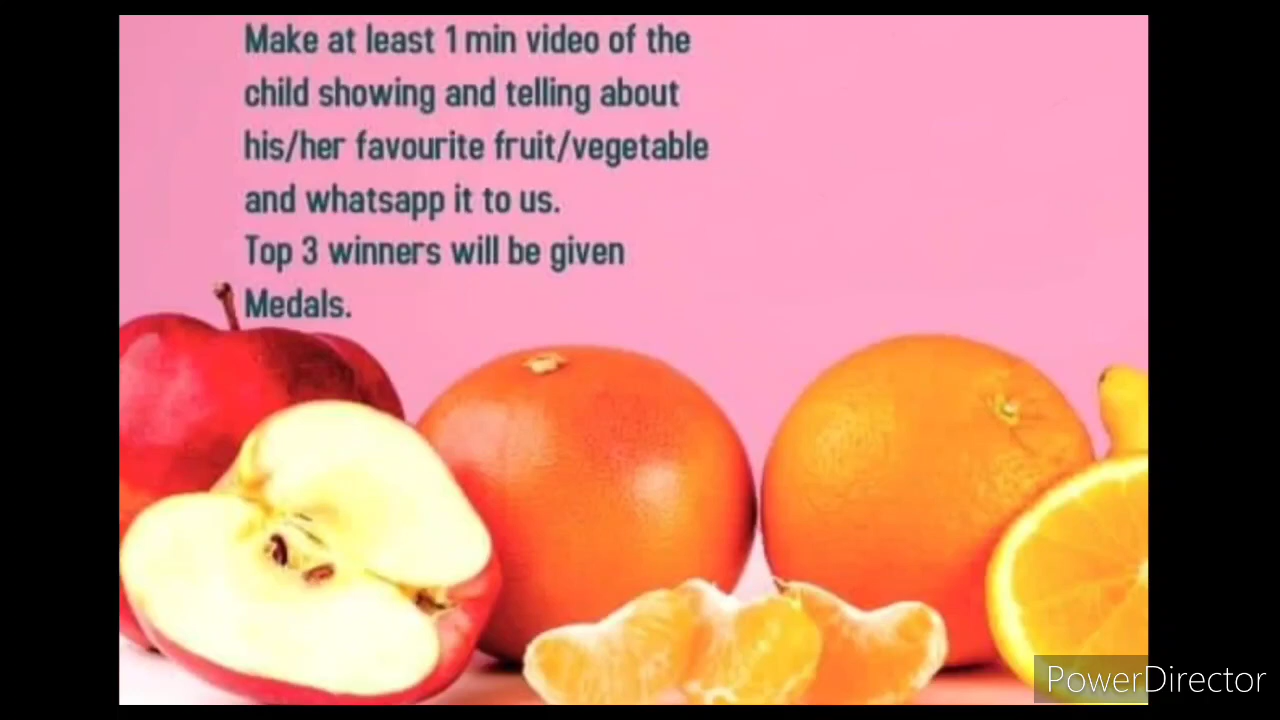 Make at least 1 min video of the
child showing and telling about
his/her favourite fruit/vegetable
and whatsapp it to us.
Top 3 winners will be given
Medals.
PowerDirector